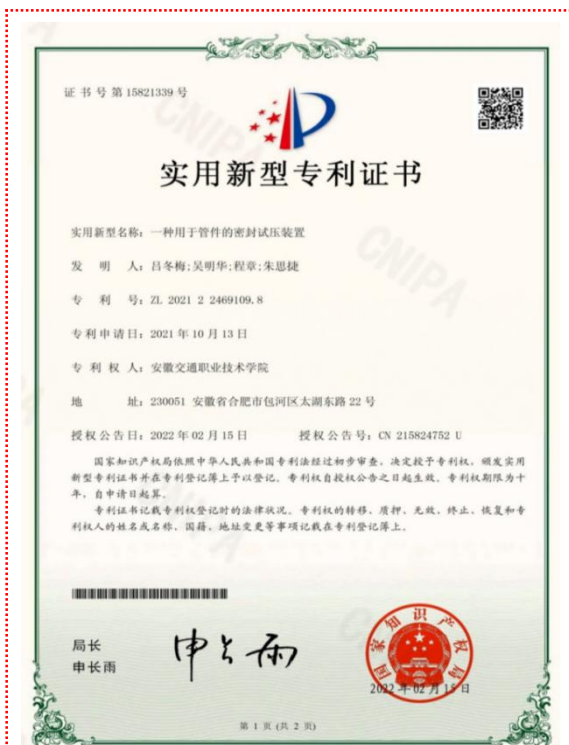 证书号第15821339号
实用新型专利证书
实用新型名称：一种用于管件的密封试压装置
发明人：吕冬梅;吴明华;程章;朱思捷
专利号：ZL 2021 2 2469109.8
专利申请日：2021年10月13日
专利权人：安徽交通职业技术学院
地址：230051 安徽省合肥市包河区太湖东路22号
授权公告日：2022年02月15日 授权公告号：CN 215824752 U
国家知识产权局依照中华人民共和国专利法经过初步审查，决定授予专利权，颁发实用
新型专利证书并在专利登记簿上予以登记。专利权自授权公告之日起生效。专利权期限为十
年，自申请日起算。
专利证书记载专利权登记时的法律状况。专利权的转移、质押、无效、终止、恢复和专
利权人的姓名或名称、国籍、地址变更等事项记载在专利登记簿上。
局长
申长雨
申长雨
国家知识产权局
2022年02月15日
第 1 页 (共 2 页)
CNIPA
CNIPA